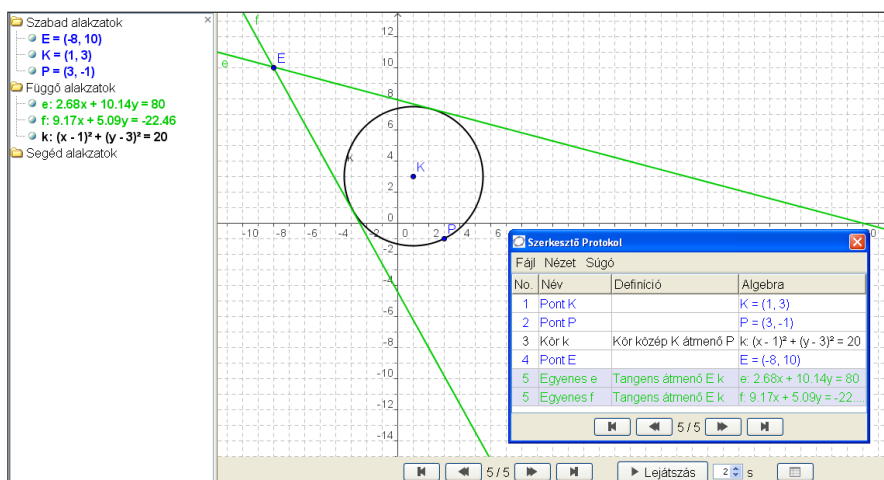 Szabad alakzatok
E = (-8, 10)
K = (1, 3)
P = (3, -1)
Függő alakzatok
e: 2.68x + 10.14y = 80
f: 9.17x + 5.09y = -22.46
k: (x - 1)² + (y - 3)² = 20
Segéd alakzatok
f
12
E
10
e
8
6
k
4
K
2
0
-10 -8 -6 -4 -2 0 2 4 6
P
-2
-4
-6
-8
-10
-12
-14
Szerkesztő Protokol
Fájl Nézet Súgó
No. Név Definíció Algebra
1 Pont K K = (1, 3)
2 Pont P P = (3, -1)
3 Kör k Kör közép K átmenő P k: (x - 1)² + (y - 3)² = 20
4 Pont E E = (-8, 10)
5 Egyenes e Tangens átmenő E k e: 2.68x + 10.14y = 80
5 Egyenes f Tangens átmenő E k f: 9.17x + 5.09y = -22....
5 / 5
5 / 5 Lejátszás 2 s